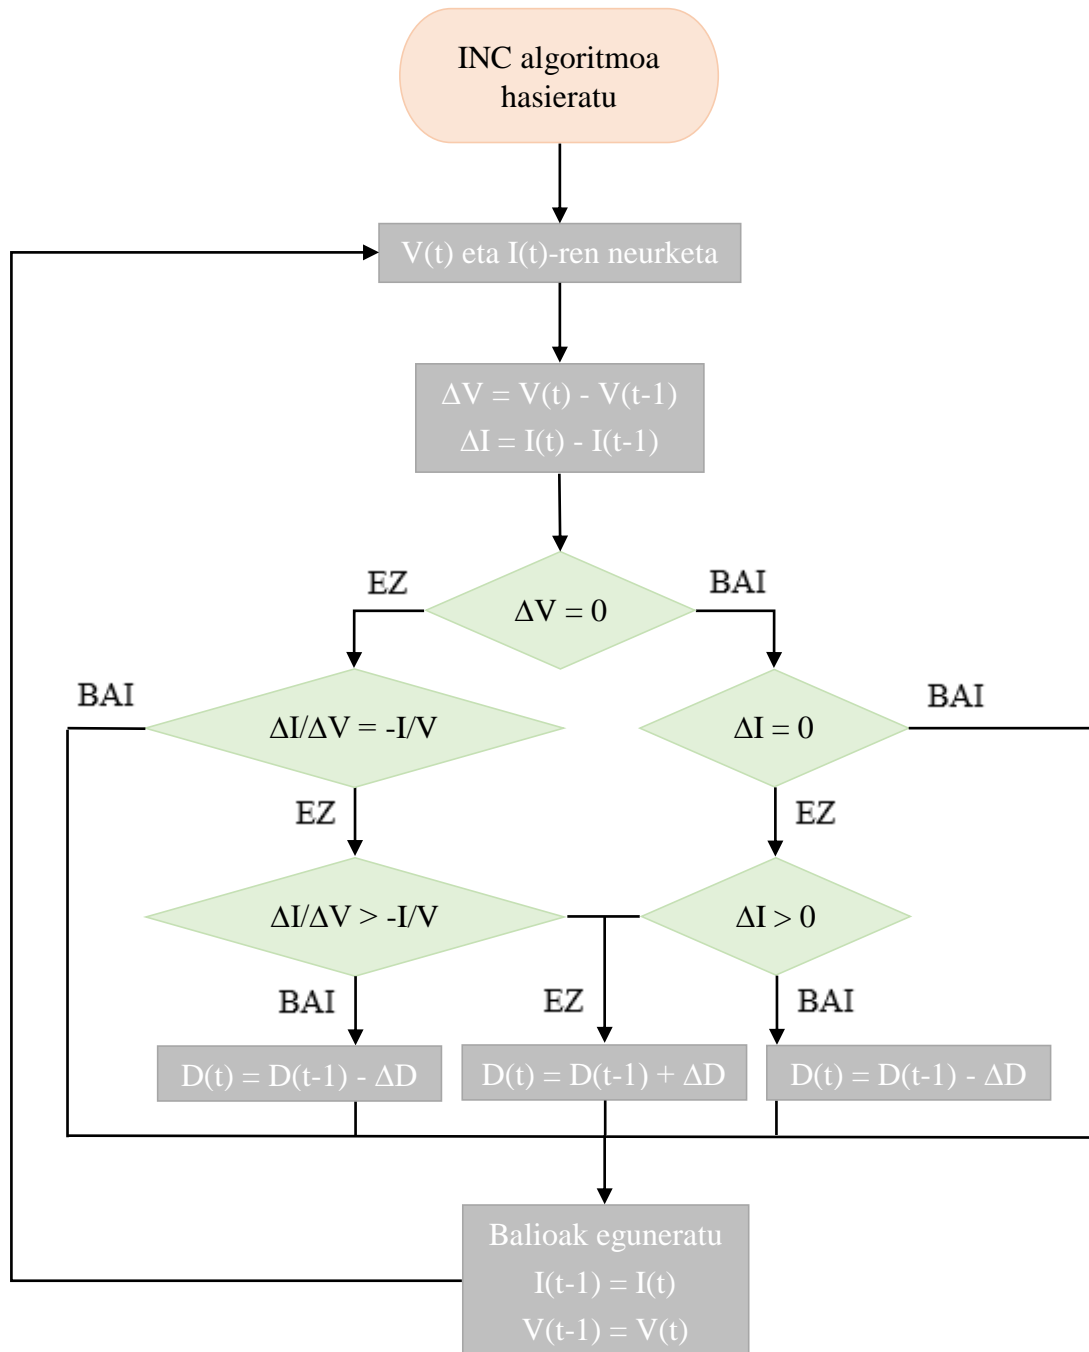 INC algoritmoa
hasieratu
V(t) eta I(t)-ren neurketa
ΔV = V(t) - V(t-1)
ΔI = I(t) - I(t-1)
EZ
BAI
ΔV = 0
BAI
ΔI/ΔV = -I/V
ΔI = 0
BAI
EZ
EZ
ΔI/ΔV > -I/V
ΔI > 0
BAI
EZ
BAI
D(t) = D(t-1) - ΔD
D(t) = D(t-1) + ΔD
D(t) = D(t-1) - ΔD
Balioak eguneratu
I(t-1) = I(t)
V(t-1) = V(t)